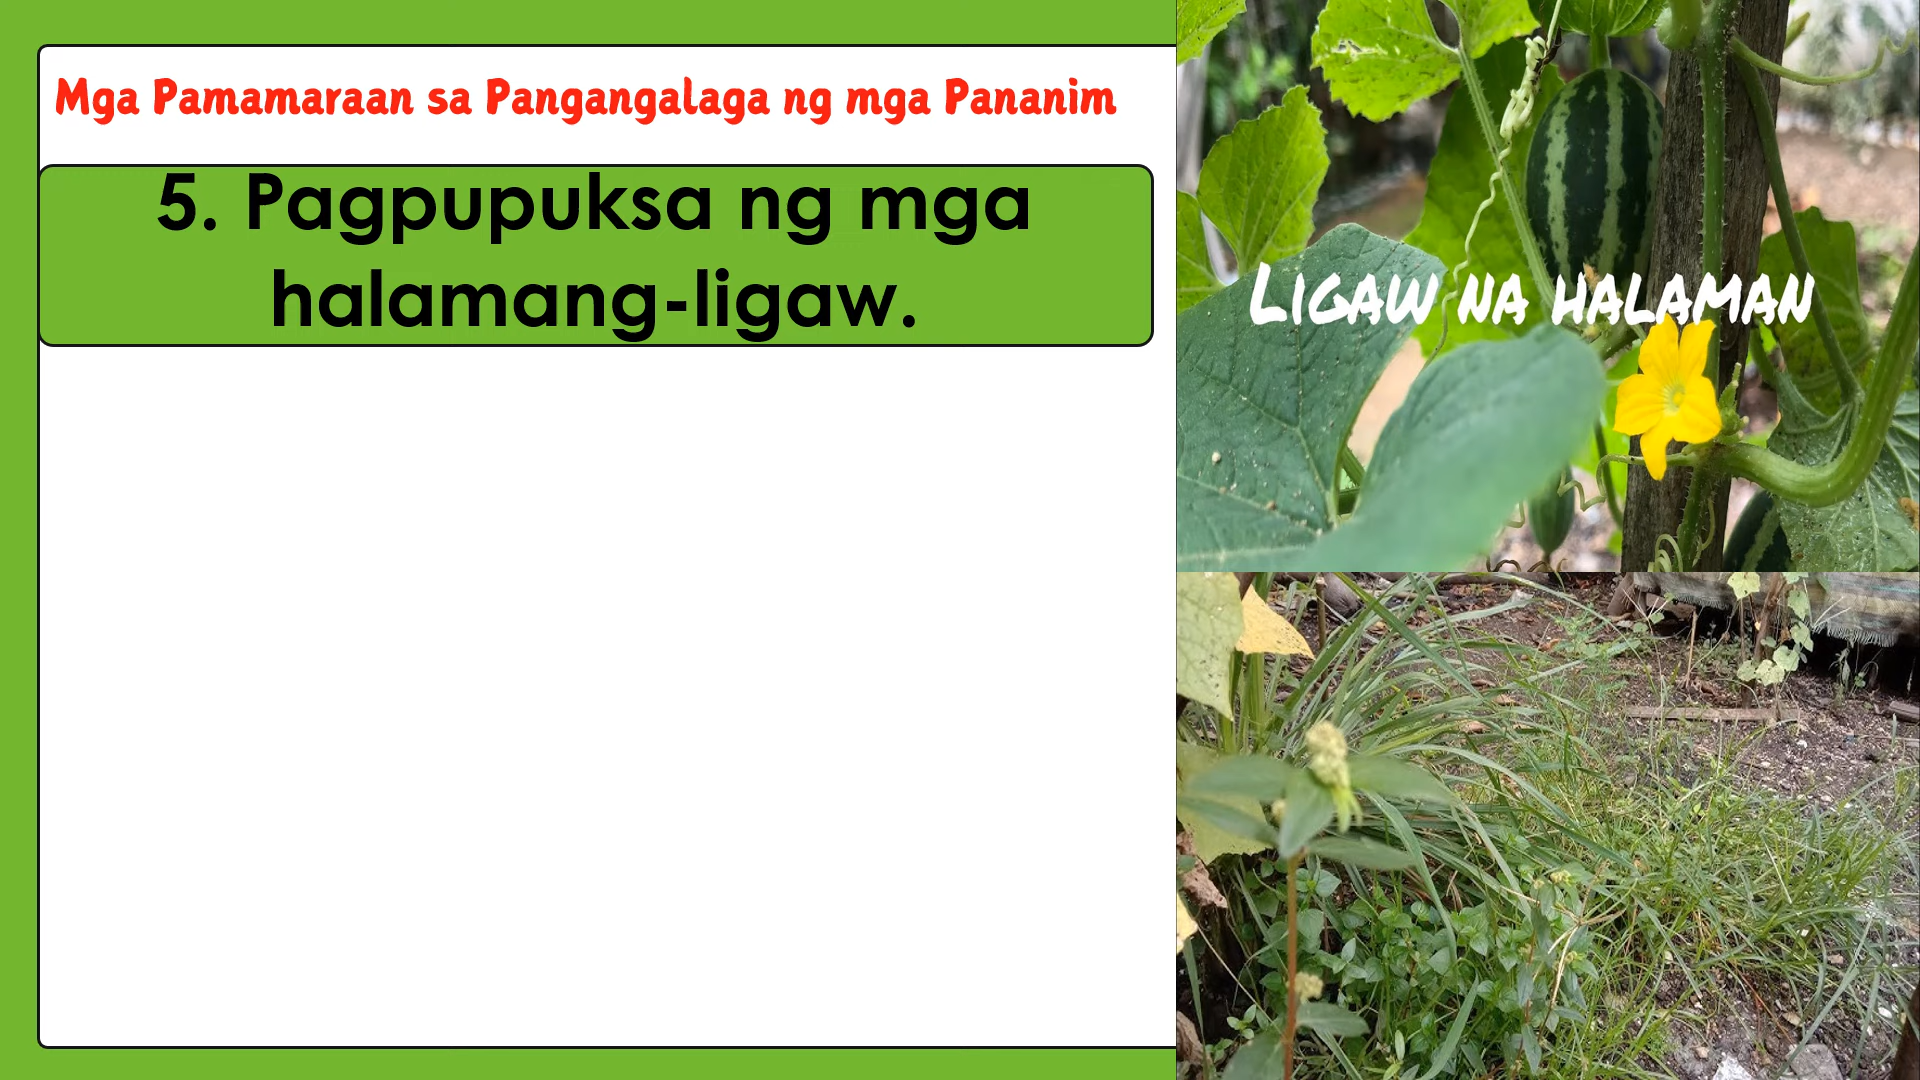 Mga Pamamaraan sa Pangangalaga ng mga Pananim
5. Pagpupuksa ng mga
halamang-ligaw.
LIGAW NA HALAMAN